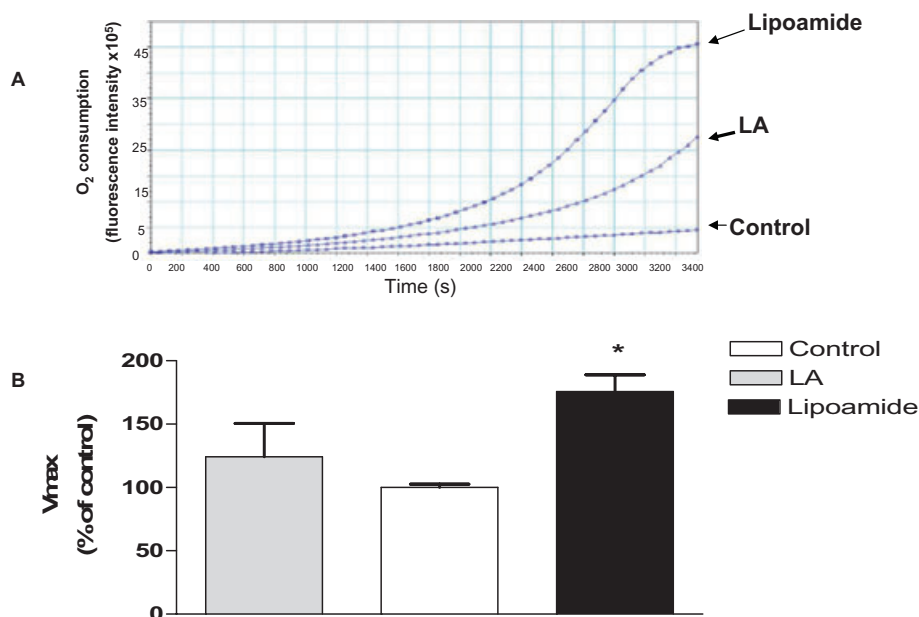 A
O2 consumption
(fluorescence intensity x10⁵)
45
35
25
15
5
0
Lipoamide
LA
Control
0 200 400 600 800 1000 1200 1400 1600 1800 2000 2200 2400 2600 2800 3000 3200 3400
Time (s)
B
Vmax
(% of control)
200
150
100
50
0
*
Control
LA
Lipoamide